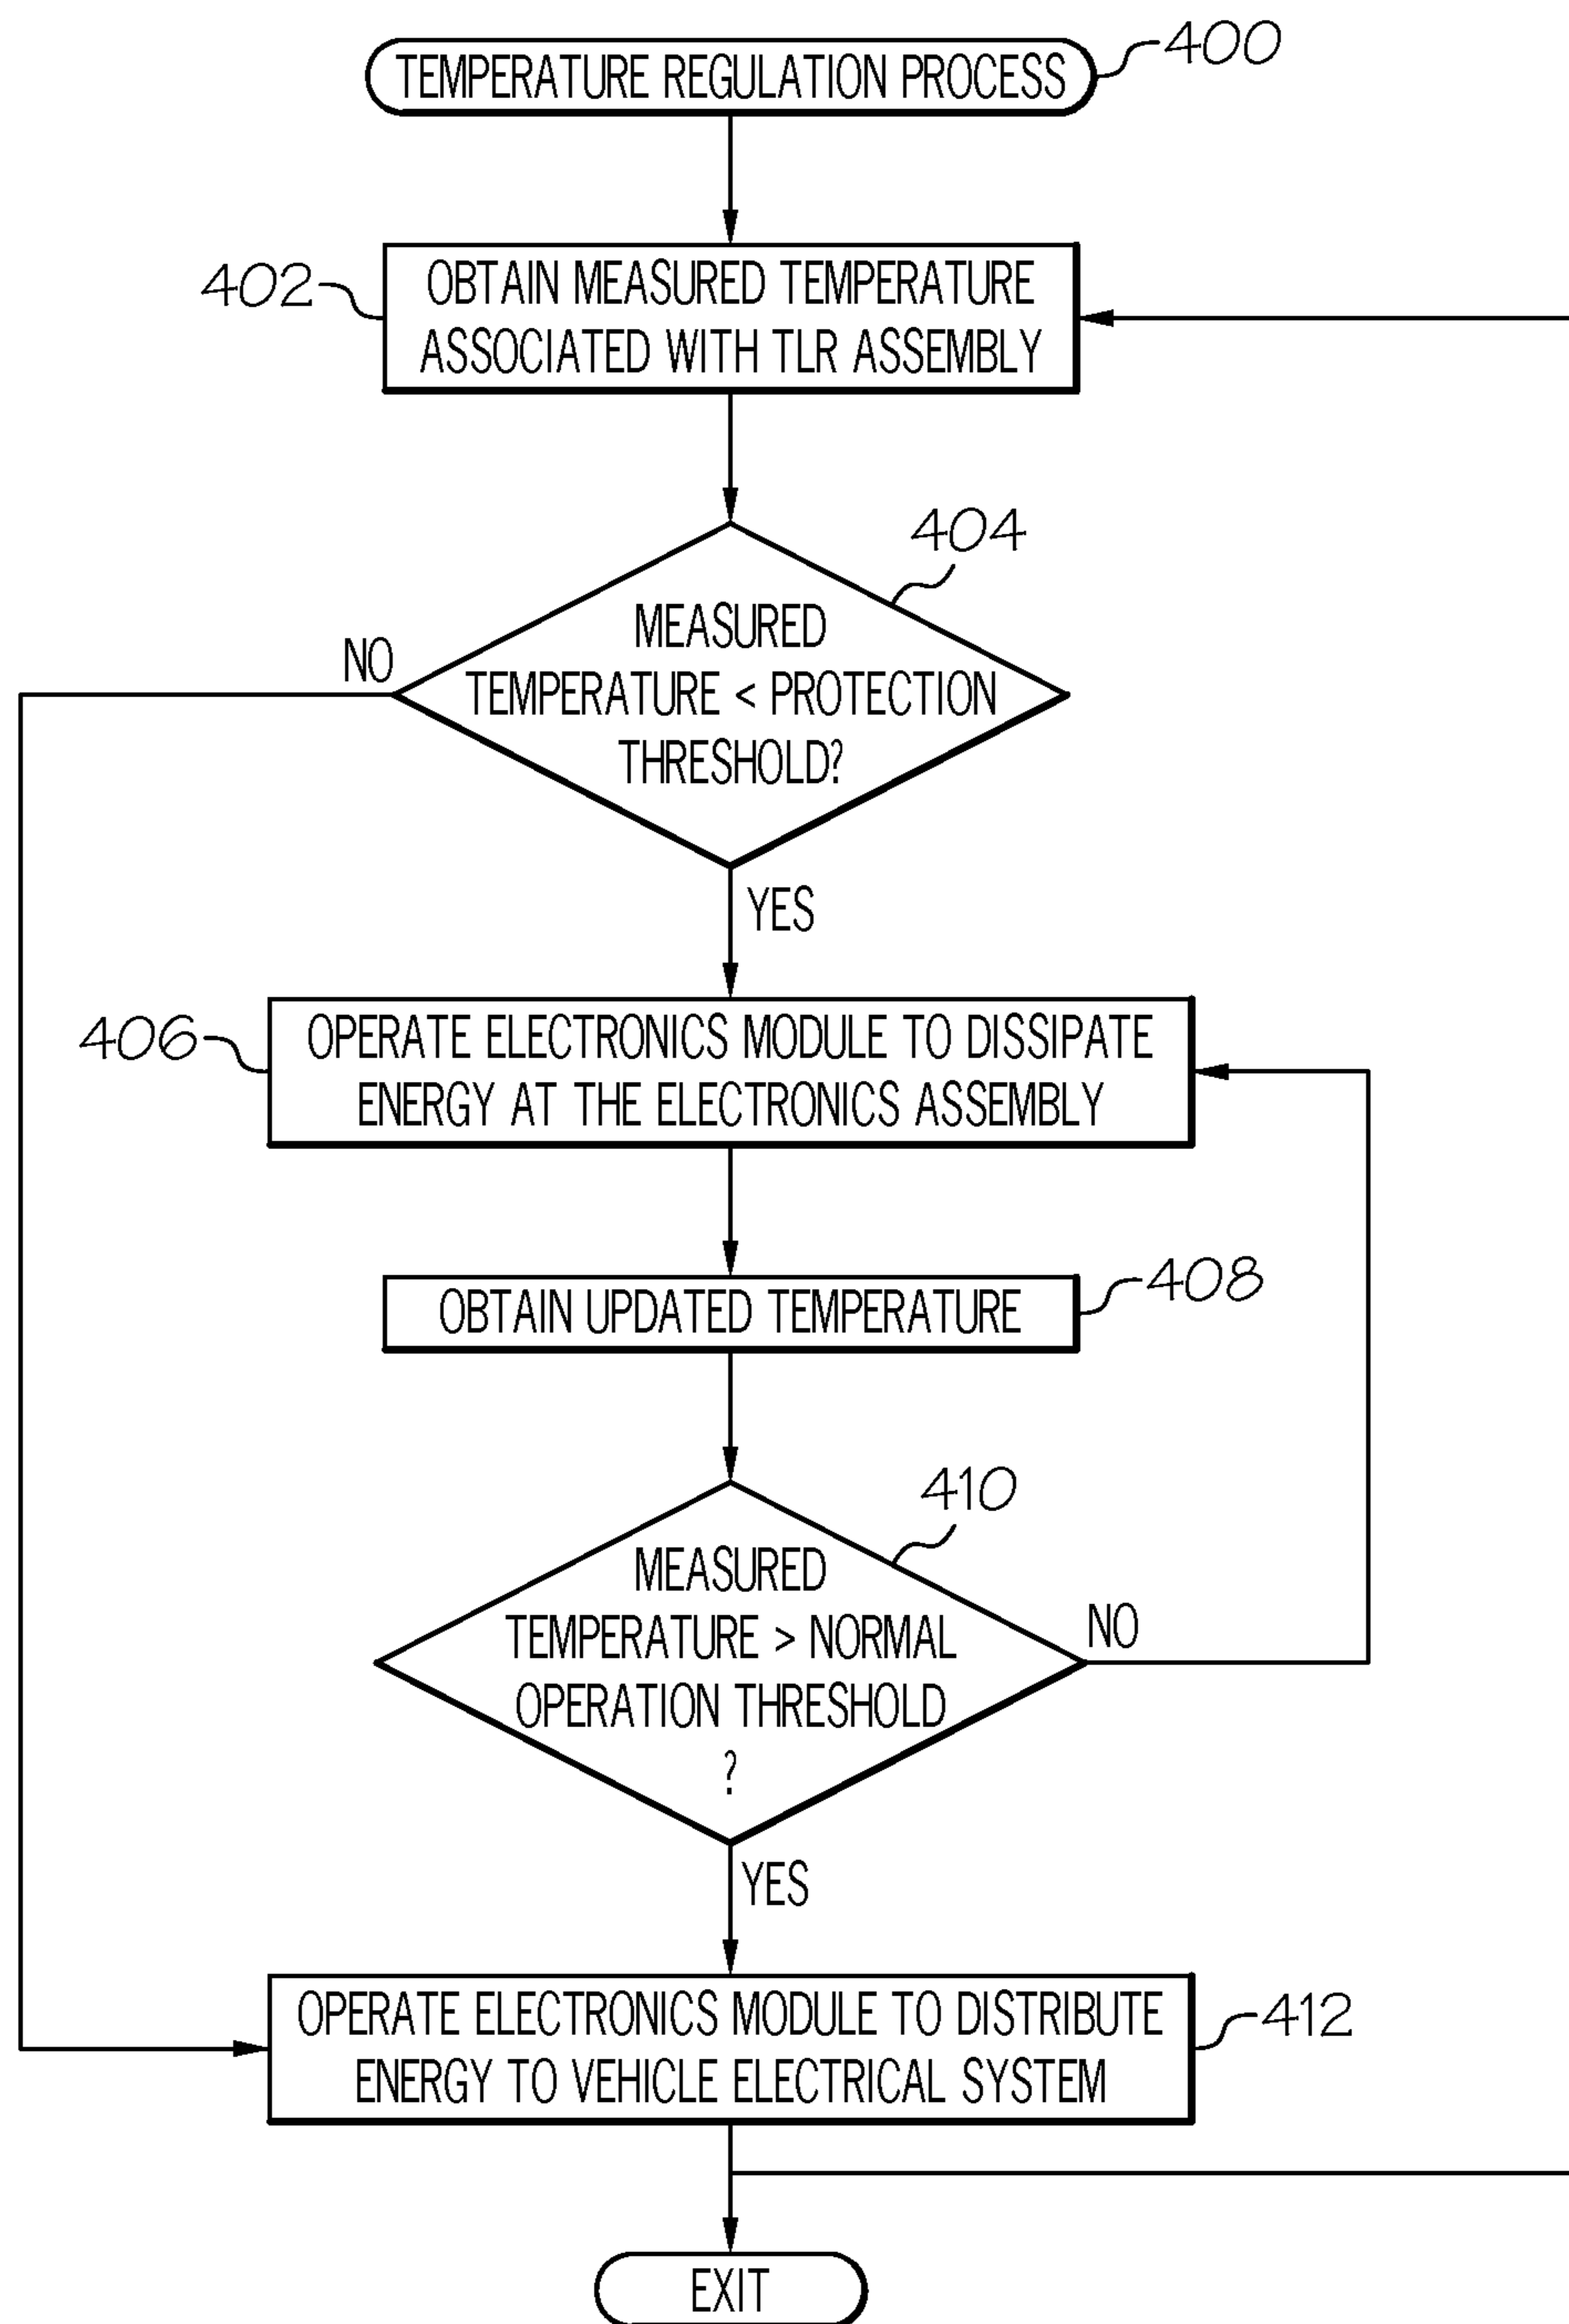 TEMPERATURE REGULATION PROCESS
400
402
OBTAIN MEASURED TEMPERATURE
ASSOCIATED WITH TLR ASSEMBLY
404
MEASURED
TEMPERATURE < PROTECTION
THRESHOLD?
NO
YES
406
OPERATE ELECTRONICS MODULE TO DISSIPATE
ENERGY AT THE ELECTRONICS ASSEMBLY
OBTAIN UPDATED TEMPERATURE
408
410
MEASURED
TEMPERATURE > NORMAL
OPERATION THRESHOLD
?
NO
YES
OPERATE ELECTRONICS MODULE TO DISTRIBUTE
ENERGY TO VEHICLE ELECTRICAL SYSTEM
412
EXIT